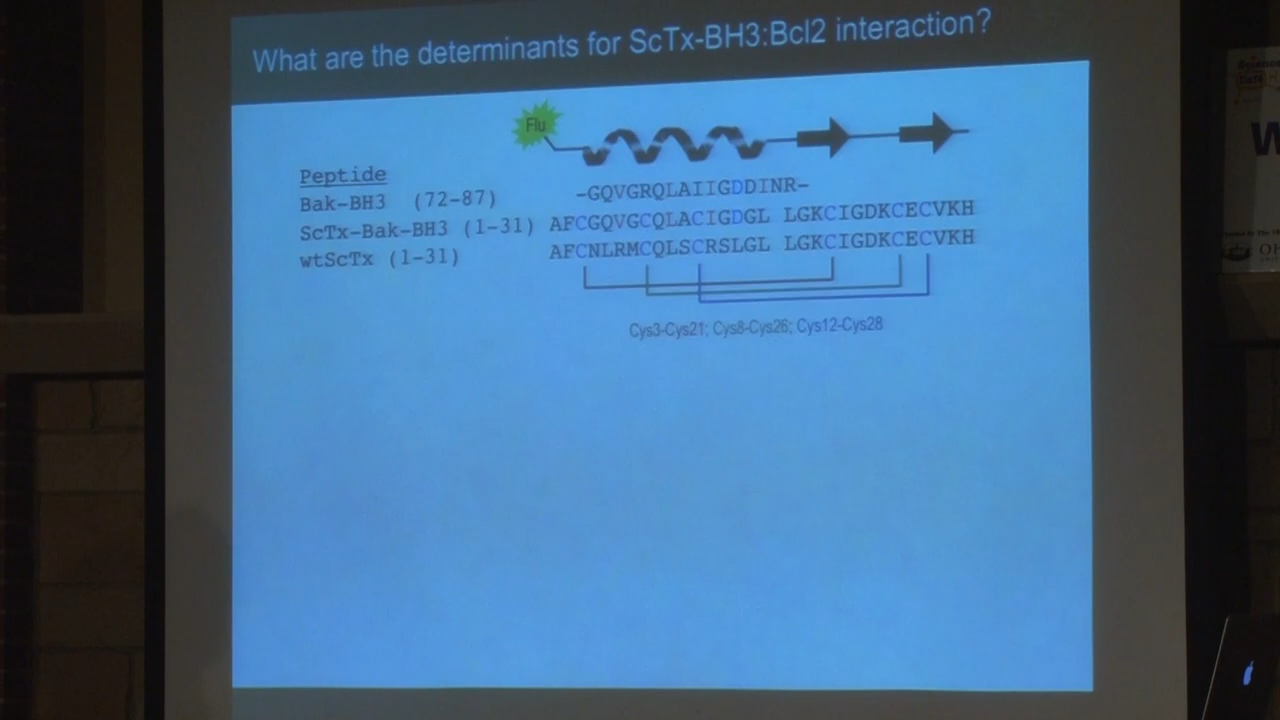 What are the determinants for ScTx-BH3:Bcl2 interaction?
Flu
Peptide
Bak-BH3 (72-87) -GQVGRQLAIIGDDINR-
ScTx-Bak-BH3 (1-31) AFCGQVGCQLACIGDGL LGKCIGDKCECVKH
wtScTx (1-31) AFCNLRMCQLSCRSLGL LGKCIGDKCECVKH
Cys3-Cys21; Cys8-Cys26; Cys12-Cys28
W